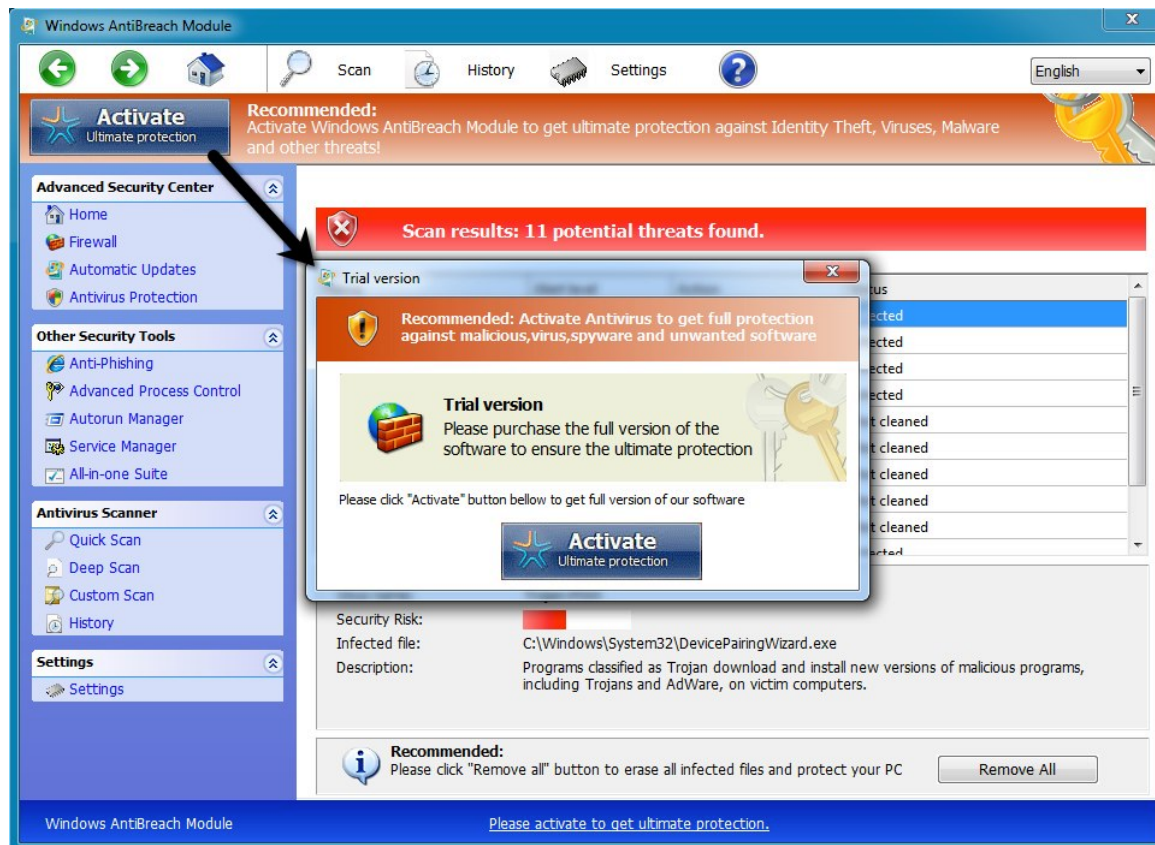 Windows AntiBreach Module
Scan
History
Settings
English
Activate
Ultimate protection
Recommended:
Activate Windows AntiBreach Module to get ultimate protection against Identity Theft, Viruses, Malware
and other threats!
Advanced Security Center
Home
Firewall
Automatic Updates
Antivirus Protection
Other Security Tools
Anti-Phishing
Advanced Process Control
Autorun Manager
Service Manager
All-in-one Suite
Antivirus Scanner
Quick Scan
Deep Scan
Custom Scan
History
Settings
Settings
Scan results: 11 potential threats found.
Trial version
Recommended: Activate Antivirus to get full protection
against malicious,virus,spyware and unwanted software
Trial version
Please purchase the full version of the
software to ensure the ultimate protection
Please click "Activate" button bellow to get full version of our software
Activate
Ultimate protection
cleaned
cleaned
cleaned
cleaned
cleaned
Security Risk:
Infected file: C:\Windows\System32\DevicePairingWizard.exe
Description: Programs classified as Trojan download and install new versions of malicious programs,
including Trojans and AdWare, on victim computers.
Recommended:
Please click "Remove all" button to erase all infected files and protect your PC
Remove All
Windows AntiBreach Module
Please activate to get ultimate protection.